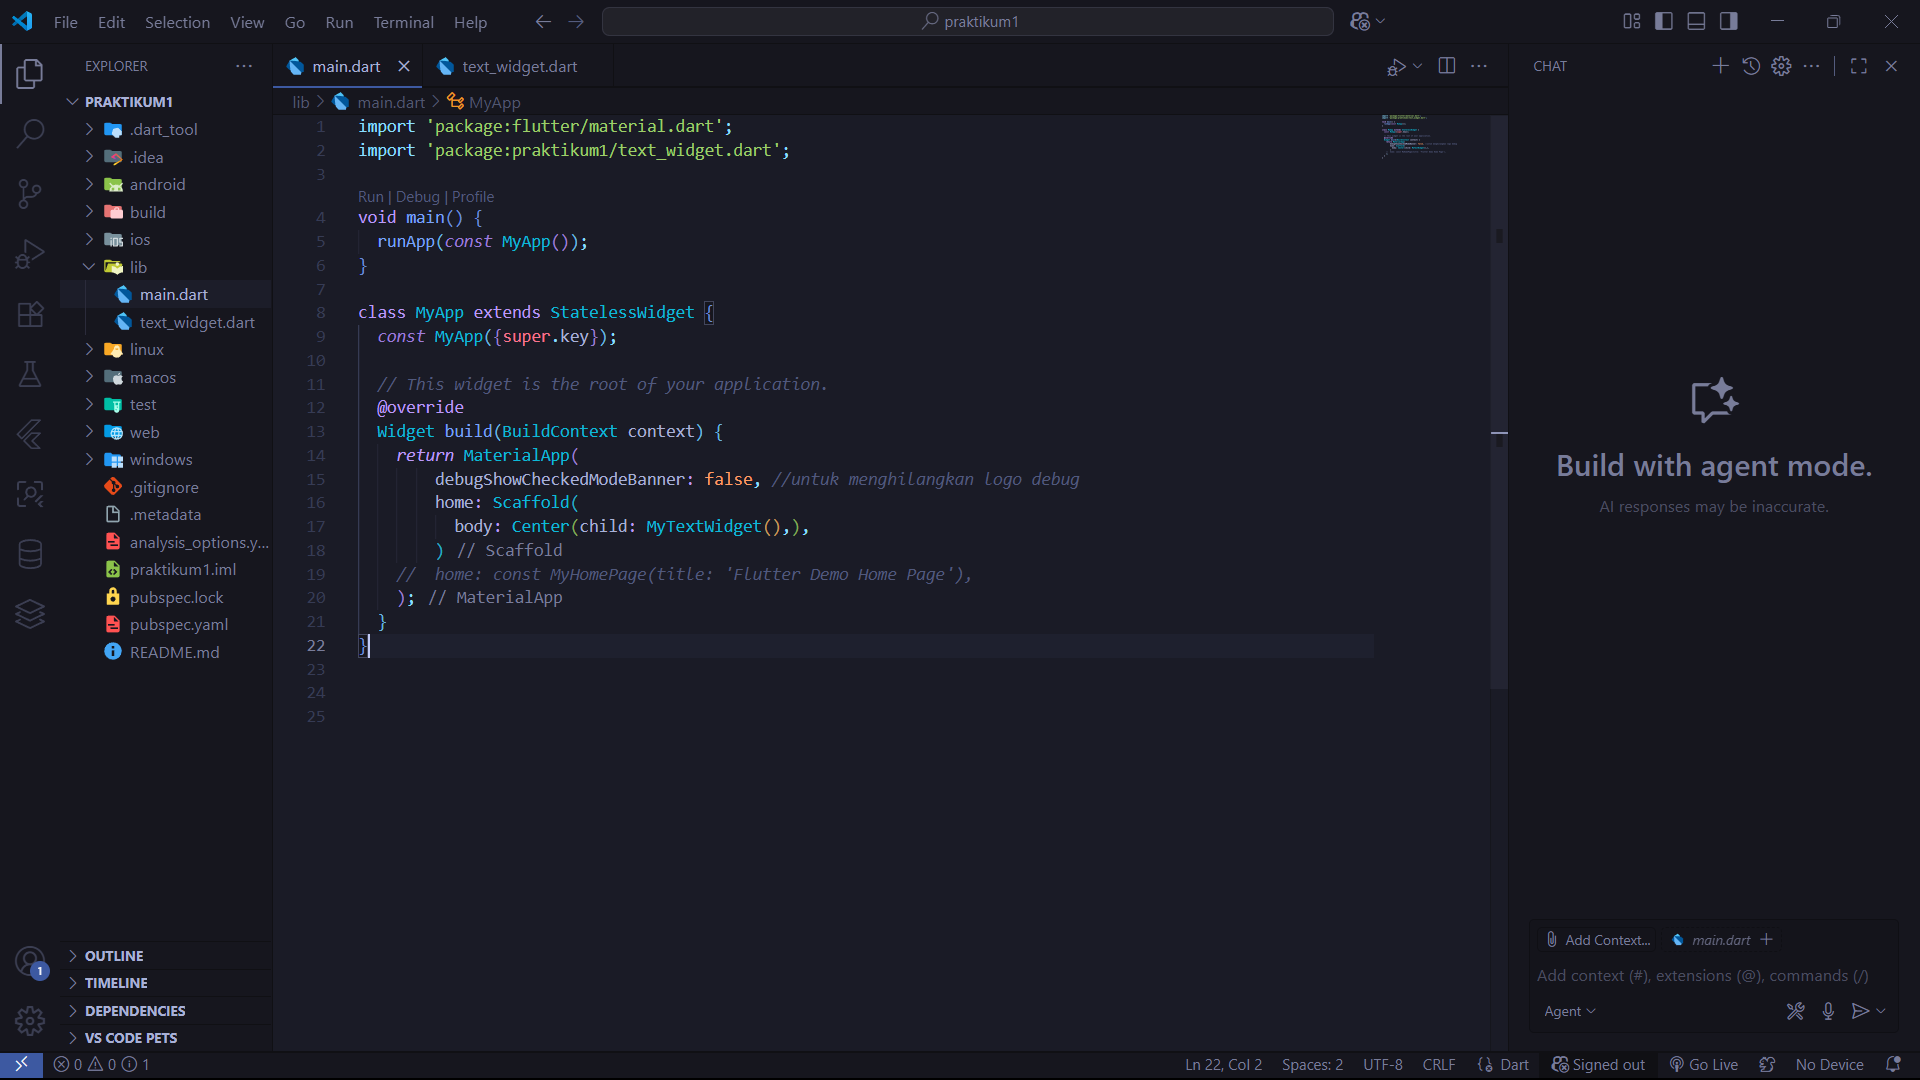 File Edit Selection View Go Run Terminal Help
praktikum1
EXPLORER
PRAKTIKUM1
.dart_tool
.idea
android
build
ios
lib
main.dart
text_widget.dart
linux
macos
test
web
windows
.gitignore
.metadata
analysis_options.y...
praktikum1.iml
pubspec.lock
pubspec.yaml
README.md
OUTLINE
TIMELINE
DEPENDENCIES
VS CODE PETS
1
main.dart text_widget.dart
lib > main.dart > MyApp
1 import 'package:flutter/material.dart';
2 import 'package:praktikum1/text_widget.dart';
3
Run | Debug | Profile
4 void main() {
5 runApp(const MyApp());
6 }
7
8 class MyApp extends StatelessWidget {
9 const MyApp({super.key});
10
11 // This widget is the root of your application.
12 @override
13 Widget build(BuildContext context) {
14 return MaterialApp(
15 debugShowCheckedModeBanner: false, //untuk menghilangkan logo debug
16 home: Scaffold(
17 body: Center(child: MyTextWidget(),),
18 ) // Scaffold
19 // home: const MyHomePage(title: 'Flutter Demo Home Page'),
20 ); // MaterialApp
21 }
22 }
23
24
25
CHAT
Build with agent mode.
AI responses may be inaccurate.
Add Context... main.dart
Add context (#), extensions (@), commands (/)
Agent
0 0 1
Ln 22, Col 2 Spaces: 2 UTF-8 CRLF Dart Signed out Go Live No Device